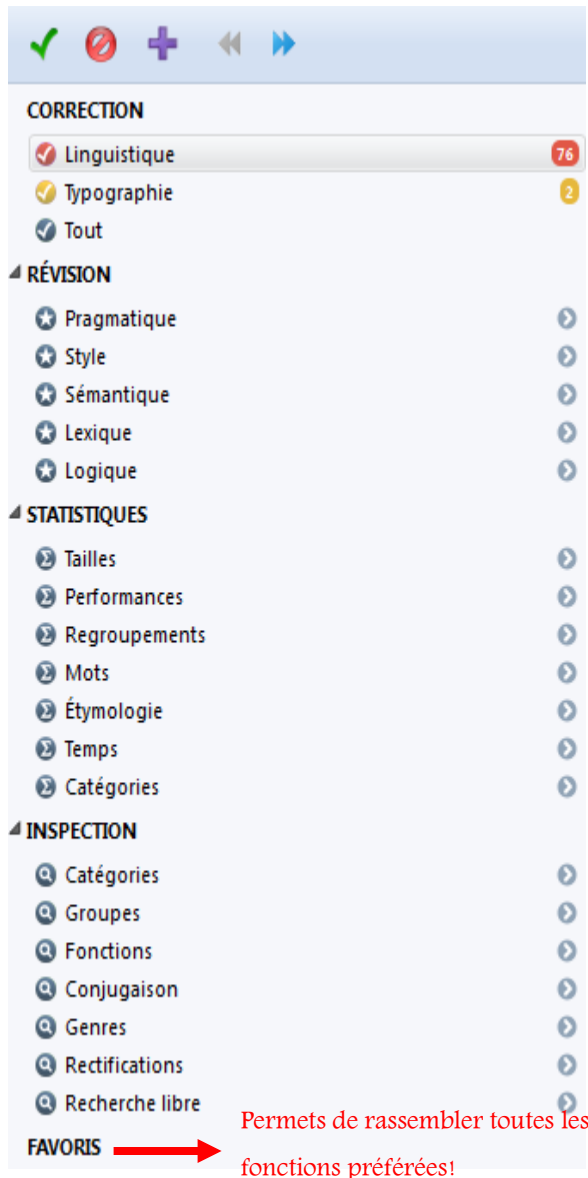 CORRECTION
Linguistique 76
Typographie 2
Tout
RÉVISION
Pragmatique
Style
Sémantique
Lexique
Logique
STATISTIQUES
Tailles
Performances
Regroupements
Mots
Étymologie
Temps
Catégories
INSPECTION
Catégories
Groupes
Fonctions
Conjugaison
Genres
Rectifications
Recherche libre
Permets de rassembler toutes les
FAVORIS
fonctions préférées!